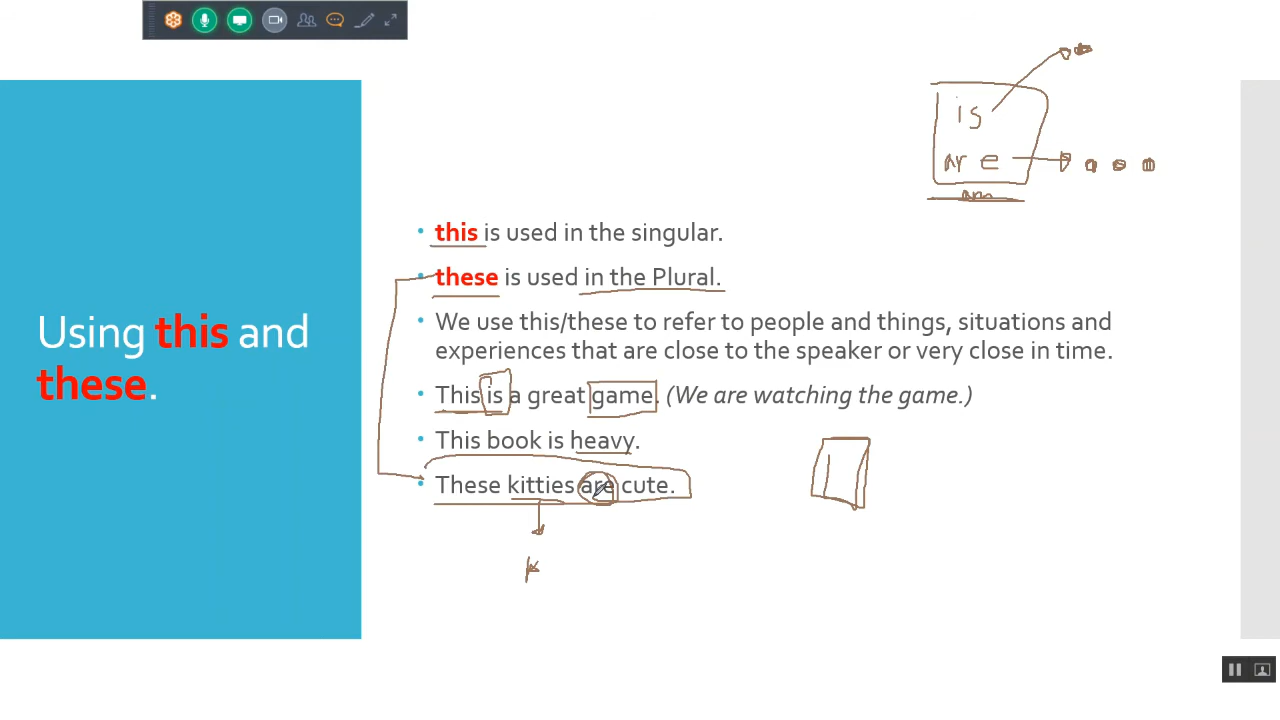 is
are
this is used in the singular.
these is used in the Plural.
We use this/these to refer to people and things, situations and
experiences that are close to the speaker or very close in time.
Using this and
these.
This is a great game. (We are watching the game.)
This book is heavy.
These kitties are cute.
k